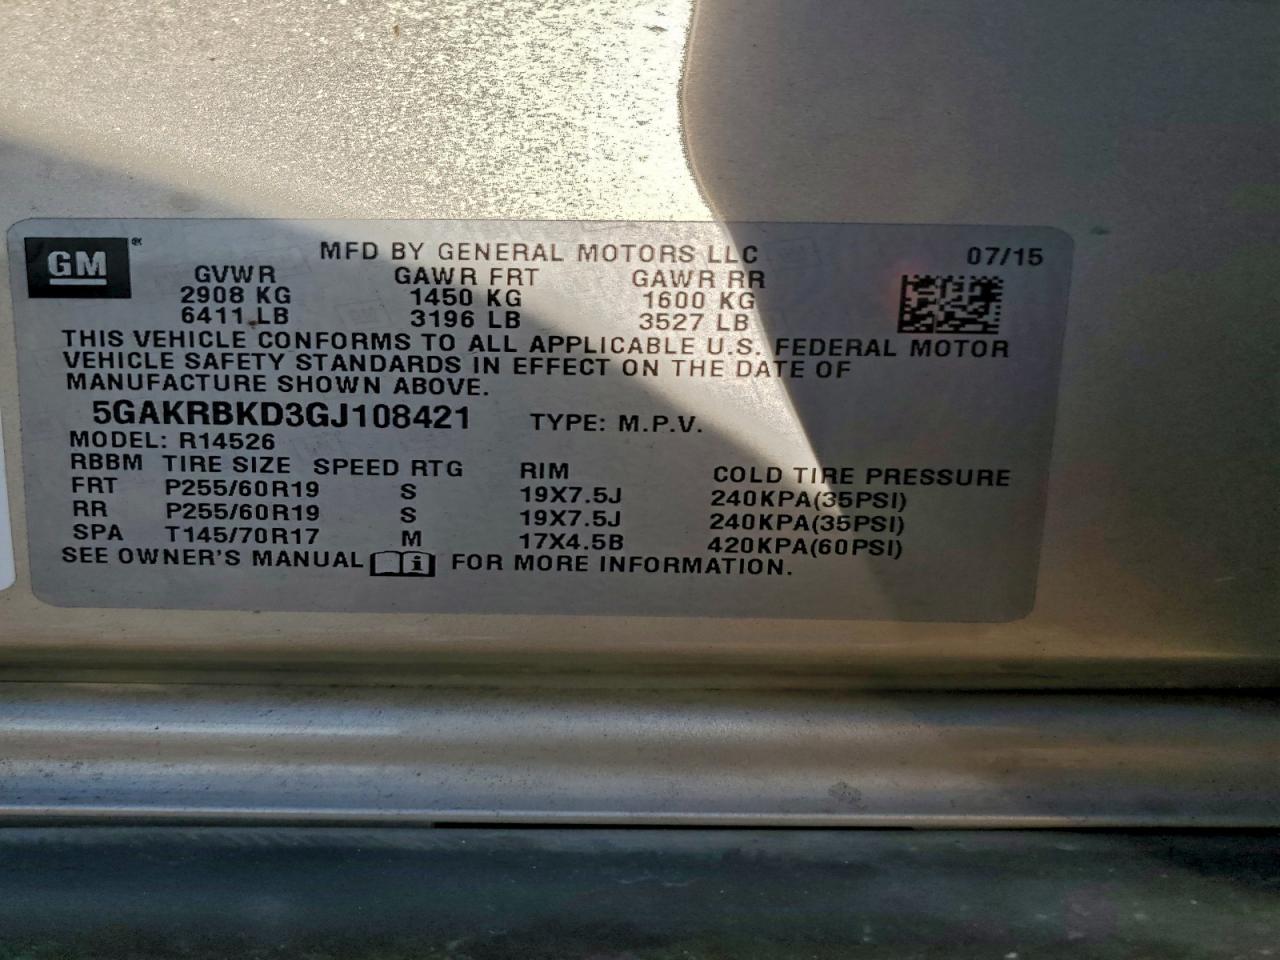 GM
MFD BY GENERAL MOTORS LLC 07/15
GVWR GAWR FRT GAWR RR
2908 KG 1450 KG 1600 KG
6411 LB 3196 LB 3527 LB
THIS VEHICLE CONFORMS TO ALL APPLICABLE U.S. FEDERAL MOTOR
VEHICLE SAFETY STANDARDS IN EFFECT ON THE DATE OF
MANUFACTURE SHOWN ABOVE.
5GAKRBKD3GJ108421 TYPE: M.P.V.
MODEL: R14526
RBBM TIRE SIZE SPEED RTG RIM COLD TIRE PRESSURE
FRT P255/60R19 S 19X7.5J 240KPA(35PSI)
RR P255/60R19 S 19X7.5J 240KPA(35PSI)
SPA T145/70R17 M 17X4.5B 420KPA(60PSI)
SEE OWNER'S MANUAL FOR MORE INFORMATION.